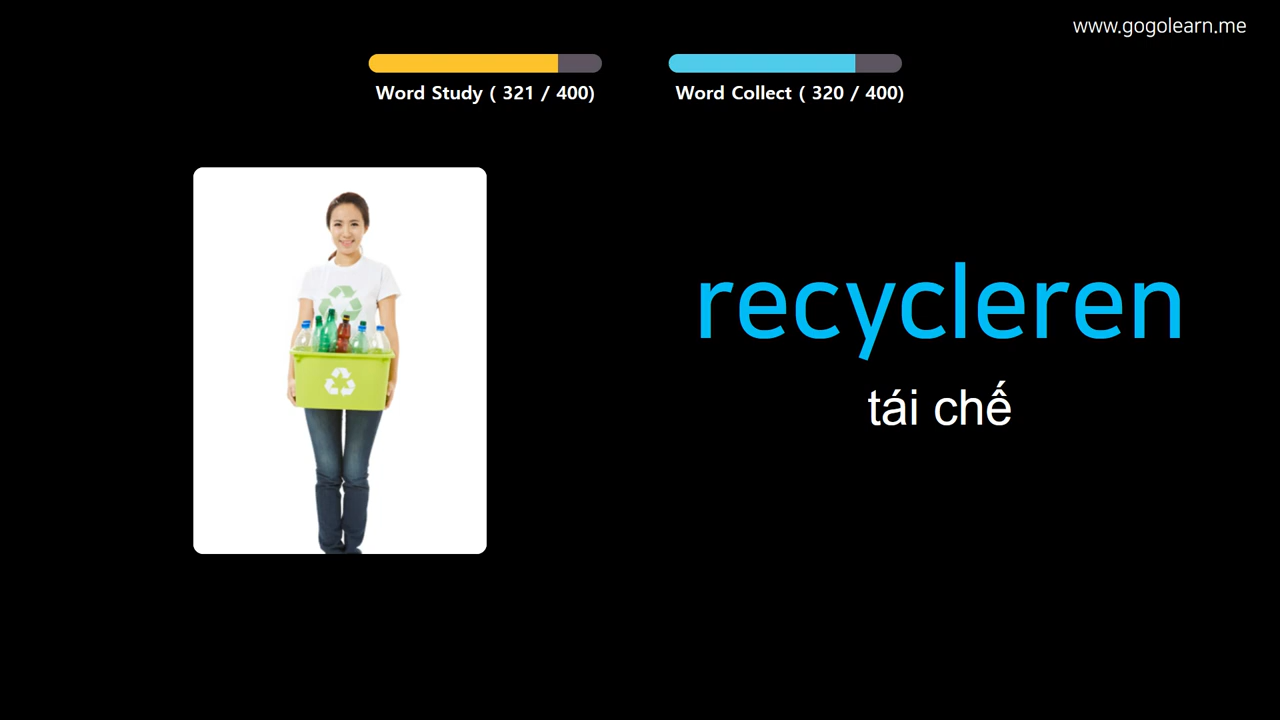 www.gogolearn.me
Word Study ( 321 / 400)
Word Collect ( 320 / 400)
recycleren
tái chế